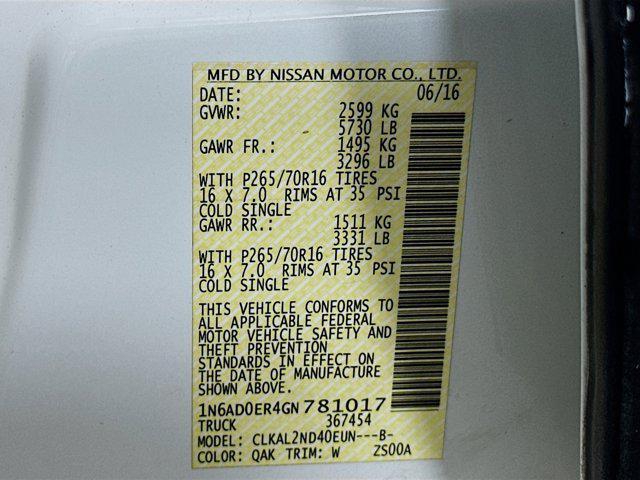 MFD BY NISSAN MOTOR CO., LTD.
DATE: 06/16
GVWR: 2599 KG
5730 LB
GAWR FR.: 1495 KG
3296 LB
WITH P265/70R16 TIRES
16 X 7.0 RIMS AT 35 PSI
COLD SINGLE
GAWR RR.: 1511 KG
3331 LB
WITH P265/70R16 TIRES
16 X 7.0 RIMS AT 35 PSI
COLD SINGLE
THIS VEHICLE CONFORMS TO
ALL APPLICABLE FEDERAL
MOTOR VEHICLE SAFETY AND
THEFT PREVENTION
STANDARDS IN EFFECT ON
THE DATE OF MANUFACTURE
SHOWN ABOVE.
1N6AD0ER4GN781017
TRUCK 367454
MODEL: CLKAL2ND40EUN---B-
COLOR: QAK TRIM: W ZS00A